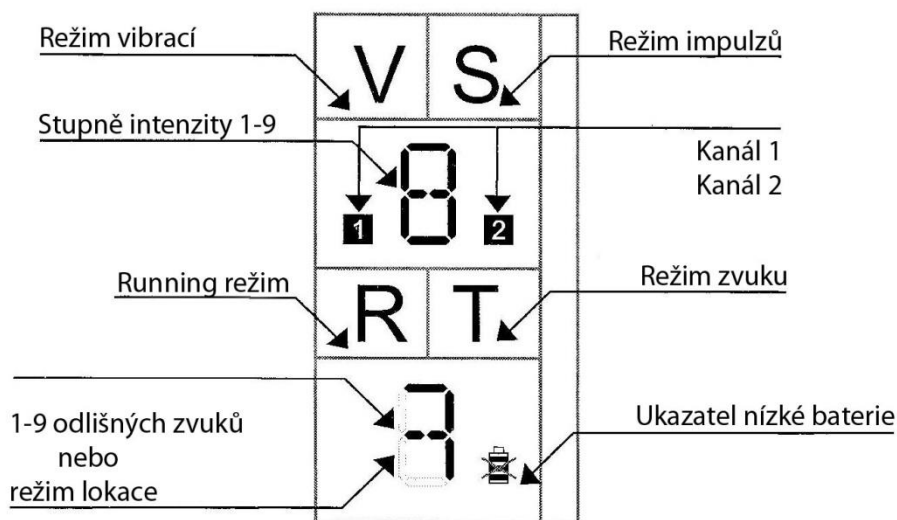 Režim vibrací
V S
Režim impulzů
Stupně intenzity 1-9
8
Kanál 1
Kanál 2
1 2
Running režim
R T
Režim zvuku
1-9 odlišných zvuků
nebo
režim lokace
Ukazatel nízké baterie